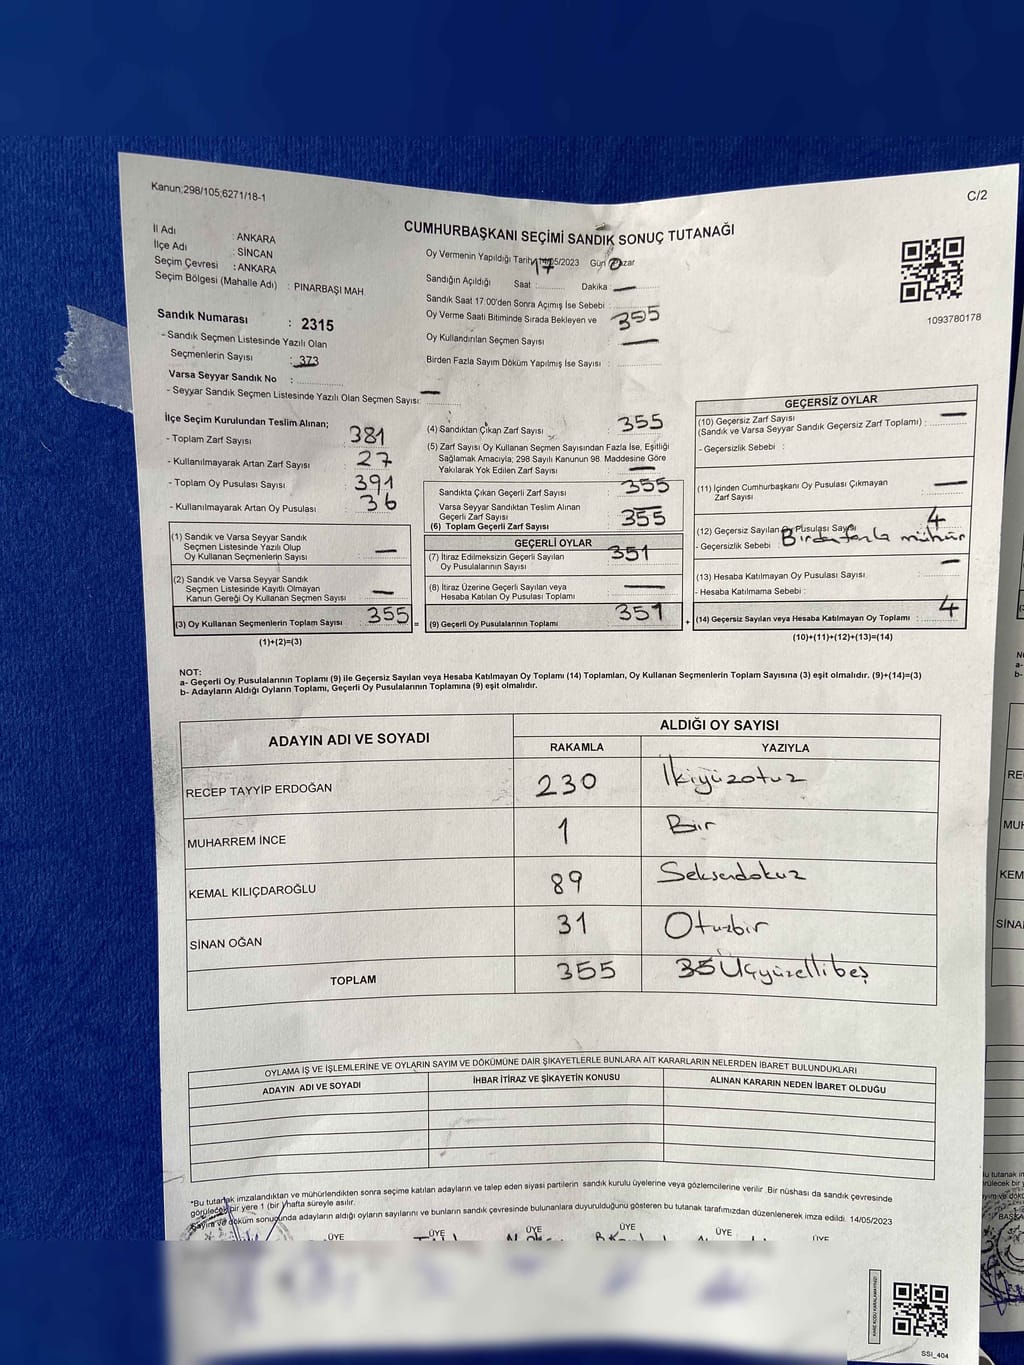 Kanun;298/105;6271/18-1
C/2
CUMHURBAŞKANI SEÇİMİ SANDIK SONUÇ TUTANAĞI
İl Adı : ANKARA
İlçe Adı : SİNCAN
Seçim Çevresi : ANKARA
Seçim Bölgesi (Mahalle Adı) : PINARBAŞI MAH.
Sandık Numarası : 2315
- Sandık Seçmen Listesinde Yazılı Olan
Seçmenlerin Sayısı : 373
Varsa Seyyar Sandık No :
- Seyyar Sandık Seçmen Listesinde Yazılı Olan Seçmen Sayısı: —
Oy Vermenin Yapıldığı Tarih /05/2023 Gün Pazar
Sandığın Açıldığı Saat : 17 Dakika 0
Sandık Saat 17:00'den Sonra Açımış İse Sebebi : —
Oy Verme Saati Bitiminde Sırada Bekleyen ve
Oy Kullandırılan Seçmen Sayısı 355
Birden Fazla Sayım Döküm Yapılmış İse Sayısı : —
1093780178
İlçe Seçim Kurulundan Teslim Alınan;
- Toplam Zarf Sayısı 381
- Kullanılmayarak Artan Zarf Sayısı 27
- Toplam Oy Pusulası Sayısı 391
- Kullanılmayarak Artan Oy Pusulası 36
(1) Sandık ve Varsa Seyyar Sandık
Seçmen Listesinde Yazılı Olup
Oy Kullanan Seçmenlerin Sayısı —
(2) Sandık ve Varsa Seyyar Sandık
Seçmen Listesinde Kayıtlı Olmayan
Kanun Gereği Oy Kullanan Seçmen Sayısı —
(3) Oy Kullanan Seçmenlerin Toplam Sayısı 355 =
(1)+(2)=(3)
(4) Sandıktan Çıkan Zarf Sayısı : 355
(5) Zarf Sayısı Oy Kullanan Seçmen Sayısından Fazla İse, Eşitliği
Sağlamak Amacıyla; 298 Sayılı Kanunun 98. Maddesine Göre
Yakılarak Yok Edilen Zarf Sayısı : —
Sandıkta Çıkan Geçerli Zarf Sayısı : 355
Varsa Seyyar Sandıktan Teslim Alınan
Geçerli Zarf Sayısı
(6) Toplam Geçerli Zarf Sayısı : 355
GEÇERLİ OYLAR
(7) İtiraz Edilmeksizin Geçerli Sayılan
Oy Pusulalarının Sayısı : 351
(8) İtiraz Üzerine Geçerli Sayılan veya
Hesaba Katılan Oy Pusulası Toplamı : —
(9) Geçerli Oy Pusulalarının Toplamı : 351 +
GEÇERSİZ OYLAR
(10) Geçersiz Zarf Sayısı
(Sandık ve Varsa Seyyar Sandık Geçersiz Zarf Toplamı) : —
- Geçersizlik Sebebi :
(11) İçinden Cumhurbaşkanı Oy Pusulası Çıkmayan
Zarf Sayısı : —
(12) Geçersiz Sayılan Oy Pusulası Sayısı 4
- Geçersizlik Sebebi : Birden fazla mühür
(13) Hesaba Katılmayan Oy Pusulası Sayısı —
- Hesaba Katılmama Sebebi :
(14) Geçersiz Sayılan veya Hesaba Katılmayan Oy Toplamı : 4
(10)+(11)+(12)+(13)=(14)
NOT:
a- Geçerli Oy Pusulalarının Toplamı (9) ile Geçersiz Sayılan veya Hesaba Katılmayan Oy Toplamı (14) Toplamları, Oy Kullanan Seçmenlerin Toplam Sayısına (3) eşit olmalıdır. (9)+(14)=(3)
b- Adayların Aldığı Oyların Toplamı, Geçerli Oy Pusulalarının Toplamına (9) eşit olmalıdır.
ADAYIN ADI VE SOYADI ALDIĞI OY SAYISI
RAKAMLA YAZIYLA
RECEP TAYYİP ERDOĞAN 230 İkiyüzotuz
MUHARREM İNCE 1 Bir
KEMAL KILIÇDAROĞLU 89 Seksendokuz
SİNAN OĞAN 31 Otuzbir
TOPLAM 355 35 Üçyüzellibeş
OYLAMA İŞ VE İŞLEMLERİNE VE OYLARIN SAYIM VE DÖKÜMÜNE DAİR ŞİKAYETLERLE BUNLARA AİT KARARLARIN NELERDEN İBARET BULUNDUKLARI
ADAYIN ADI VE SOYADI İHBAR İTİRAZ VE ŞİKAYETİN KONUSU ALINAN KARARIN NEDEN İBARET OLDUĞU
*Bu tutanak imzalandıktan ve mühürlendikten sonra seçime katılan adayların ve talep eden siyasi partilerin sandık kurulu üyelerine veya gözlemcilerine verilir. Bir nüshası da sandık çevresinde
görülecek bir yere 1 (bir) hafta süreyle asılır.
Sayım ve döküm sonucunda adayların aldığı oyların sayılarını ve bunların sandık çevresinde bulunanlara duyurulduğunu gösteren bu tutanak tarafımızdan düzenlenerek imza edildi. 14/05/2023
ÜYE ÜYE ÜYE ÜYE ÜYE ÜYE
SSI_404